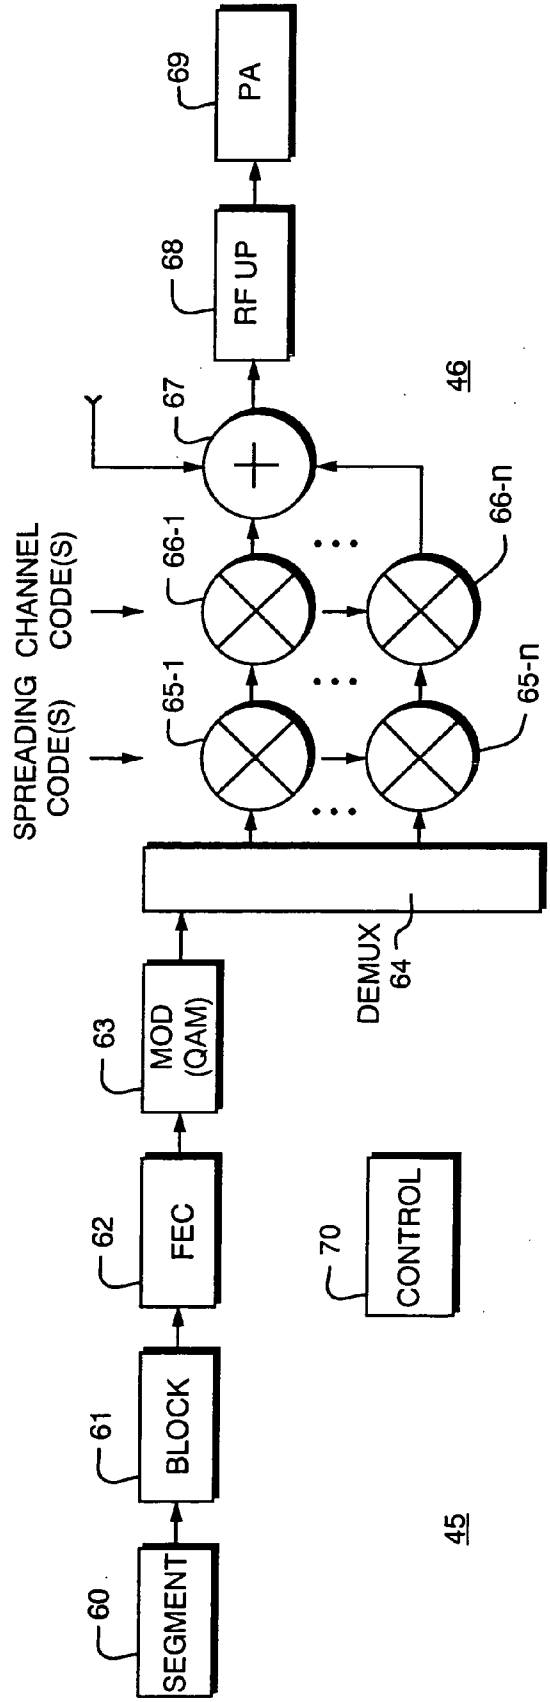 SPREADING CHANNEL
CODE(S) CODE(S)
60
SEGMENT
61
BLOCK
62
FEC
63
MOD
(QAM)
DEMUX
64
65-1
65-n
66-1
66-n
67
68
RF UP
69
PA
70
CONTROL
45
46